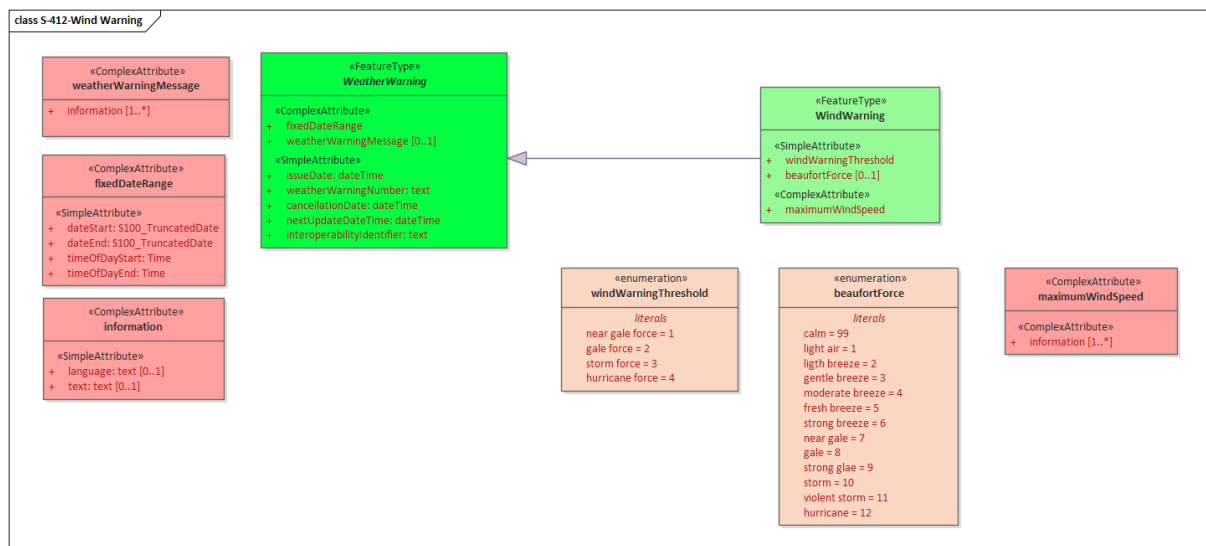 class S-412-Wind Warning
«ComplexAttribute»
weatherWarningMessage
+ information [1..*]
«ComplexAttribute»
fixedDateRange
«SimpleAttribute»
+ dateStart: S100_TruncatedDate
+ dateEnd: S100_TruncatedDate
+ timeOfDayStart: Time
+ timeOfDayEnd: Time
«ComplexAttribute»
information
«SimpleAttribute»
+ language: text [0..1]
+ text: text [0..1]
«FeatureType»
WeatherWarning
«ComplexAttribute»
+ fixedDateRange
+ weatherWarningMessage [0..1]
«SimpleAttribute»
+ issueDate: dateTime
+ weatherWarningNumber: text
+ cancellationDate: dateTime
+ nextUpdateDateTime: dateTime
+ interoperabilityIdentifier: text
«FeatureType»
WindWarning
«SimpleAttribute»
+ windWarningThreshold
+ beaufortForce [0..1]
«ComplexAttribute»
+ maximumWindSpeed
«enumeration»
windWarningThreshold
literals
near gale force = 1
gale force = 2
storm force = 3
hurricane force = 4
«enumeration»
beaufortForce
literals
calm = 99
light air = 1
ligth breeze = 2
gentle breeze = 3
moderate breeze = 4
fresh breeze = 5
strong breeze = 6
near gale = 7
gale = 8
strong glae = 9
storm = 10
violent storm = 11
hurricane = 12
«ComplexAttribute»
maximumWindSpeed
«ComplexAttribute»
+ information [1..*]